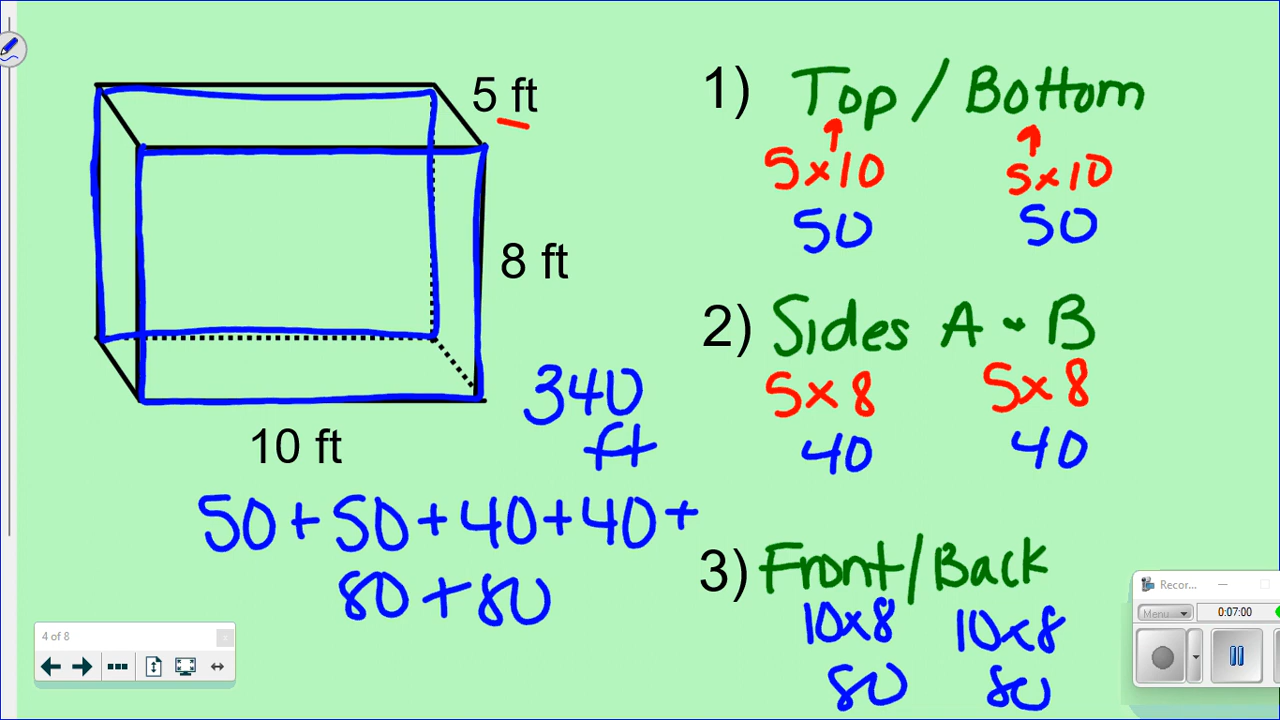 5 ft
8 ft
10 ft
340
ft
50 + 50 + 40 + 40 +
80 + 80
1) Top / Bottom
5 x 10 5 x 10
50 50
2) Sides A + B
5 x 8 5 x 8
40 40
3) Front / Back
10 x 8 10 x 8
80 80
4 of 8
x
Recor...
Menu
0:07:00